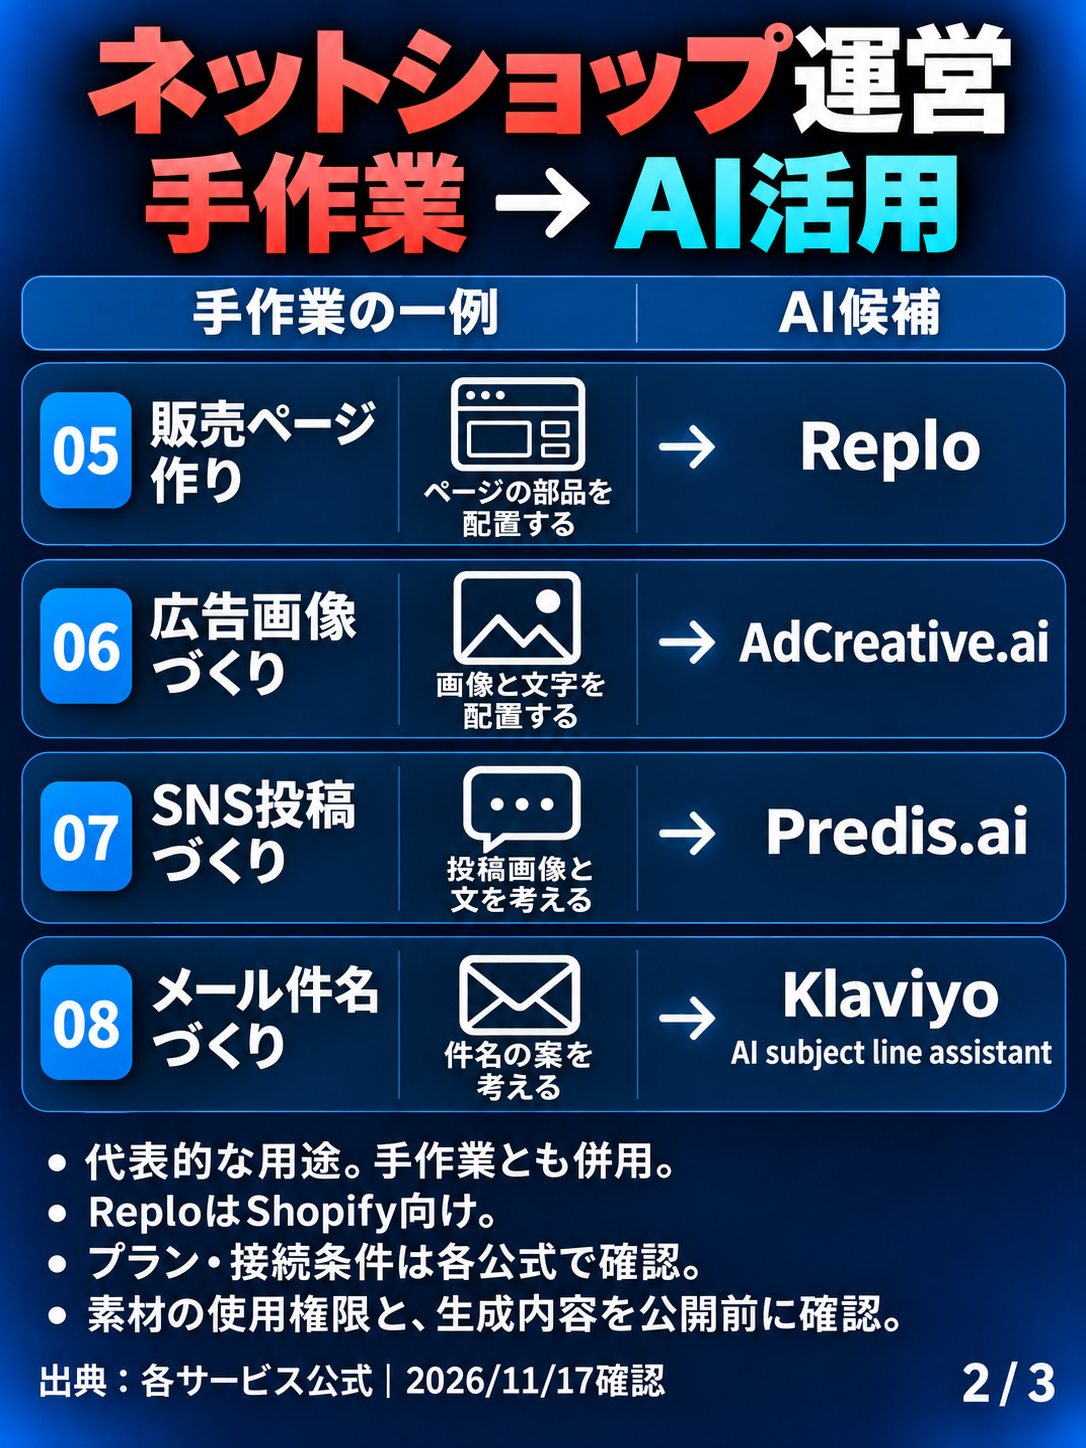 ネットショップ運営
手作業→AI活用
手作業の一例
AI候補
05
販売ページ
作り
ページの部品を
配置する
→
Replo
06
広告画像
づくり
画像と文字を
配置する
→
AdCreative.ai
07
SNS投稿
づくり
投稿画像と
文を考える
→
Predis.ai
08
メール件名
づくり
件名の案を
考える
→
Klaviyo
AI subject line assistant
• 代表的な用途。手作業とも併用。
• ReploはShopify向け。
• プラン・接続条件は各公式で確認。
• 素材の使用権限と、生成内容を公開前に確認。
出典：各サービス公式｜2026/11/17確認
2/3